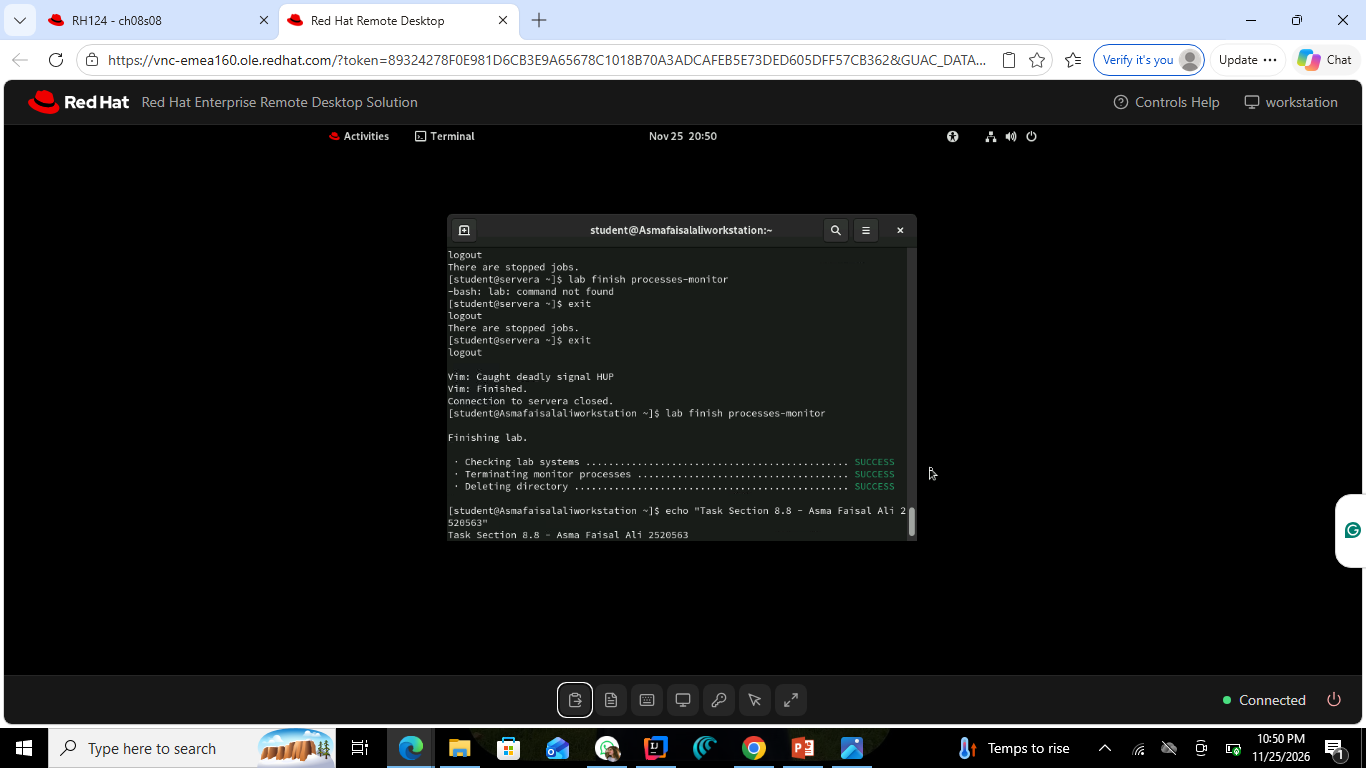 RH124 - ch08s08
Red Hat Remote Desktop
https://vnc-emea160.ole.redhat.com/?token=89324278F0E981D6CB3E9A65678C1018B70A3ADCAFEB5E73DED605DFF57CB362&GUAC_DATA...
Verify it's you
Update
Chat
Red Hat
Red Hat Enterprise Remote Desktop Solution
Controls Help
workstation
Activities
Terminal
Nov 25 20:50
student@Asmafaisalaliworkstation:~
logout
There are stopped jobs.
[student@servera ~]$ lab finish processes-monitor
-bash: lab: command not found
[student@servera ~]$ exit
logout
There are stopped jobs.
[student@servera ~]$ exit
logout
Vim: Caught deadly signal HUP
Vim: Finished.
Connection to servera closed.
[student@Asmafaisalaliworkstation ~]$ lab finish processes-monitor
Finishing lab.
· Checking lab systems .............................................. SUCCESS
· Terminating monitor processes ..................................... SUCCESS
· Deleting directory ................................................ SUCCESS
[student@Asmafaisalaliworkstation ~]$ echo "Task Section 8.8 - Asma Faisal Ali 2
520563"
Task Section 8.8 - Asma Faisal Ali 2520563
Connected
Type here to search
Temps to rise
10:50 PM
11/25/2026
1